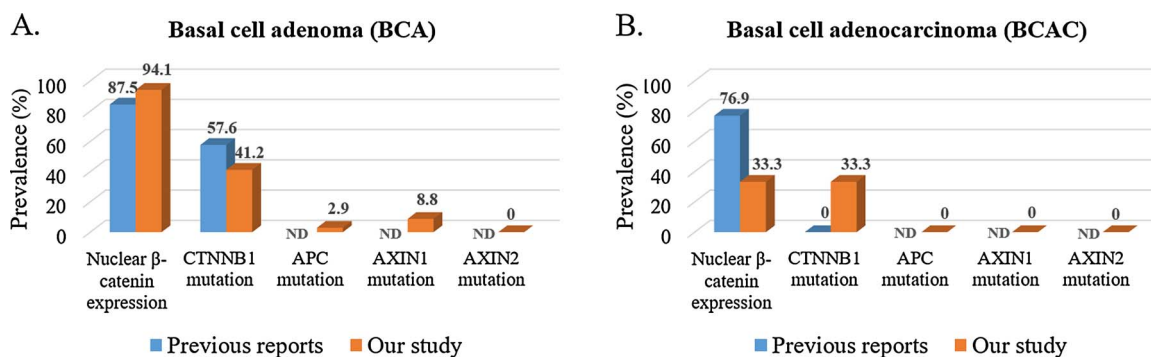 A.
Basal cell adenoma (BCA)
Prevalence (%)
100
80
60
40
20
0
87.5
94.1
57.6
41.2
ND
2.9
ND
8.8
ND
0
Nuclear β-
catenin
expression
CTNNB1
mutation
APC
mutation
AXIN1
mutation
AXIN2
mutation
Previous reports
Our study
B.
Basal cell adenocarcinoma (BCAC)
Prevalence (%)
100
80
60
40
20
0
76.9
33.3
0
33.3
ND
0
ND
0
ND
0
Nuclear β-
catenin
expression
CTNNB1
mutation
APC
mutation
AXIN1
mutation
AXIN2
mutation
Previous reports
Our study